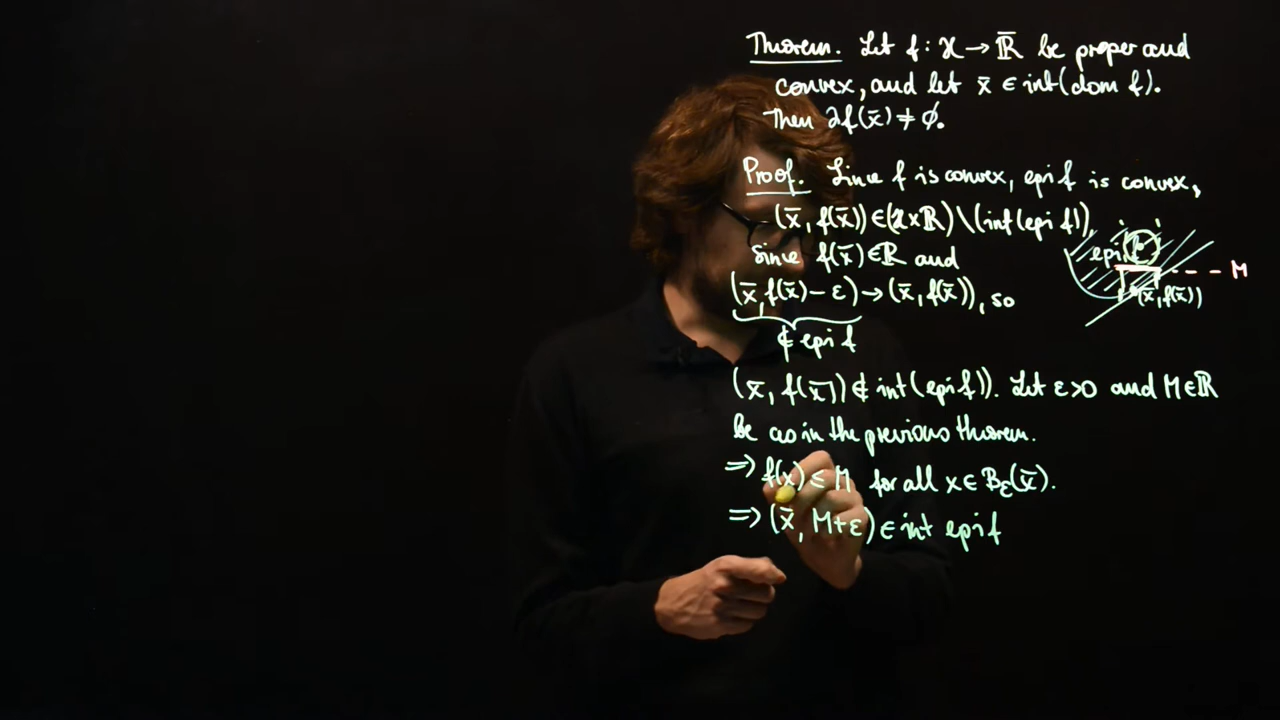 Theorem. Let f : X → ℝ̄ be proper and
convex, and let x̄ ∈ int(dom f).
Then ∂f(x̄) ≠ ∅.
Proof. Since f is convex, epi f is convex,
(x̄, f(x̄)) ∈ (X×ℝ) \ (int(epi f)),
since f(x̄) ∈ ℝ and
(x̄, f(x̄) - ε) → (x̄, f(x̄)), so
∉ epi f
(x̄, f(x̄)) ∉ int(epi f)). Let ε>0 and M∈ℝ
be as in the previous theorem.
⇒ f(x) ≤ M for all x ∈ B_ε(x̄).
⇒ (x̄, M+ε) ∈ int epi f
epi f
M
(x̄, f(x̄))